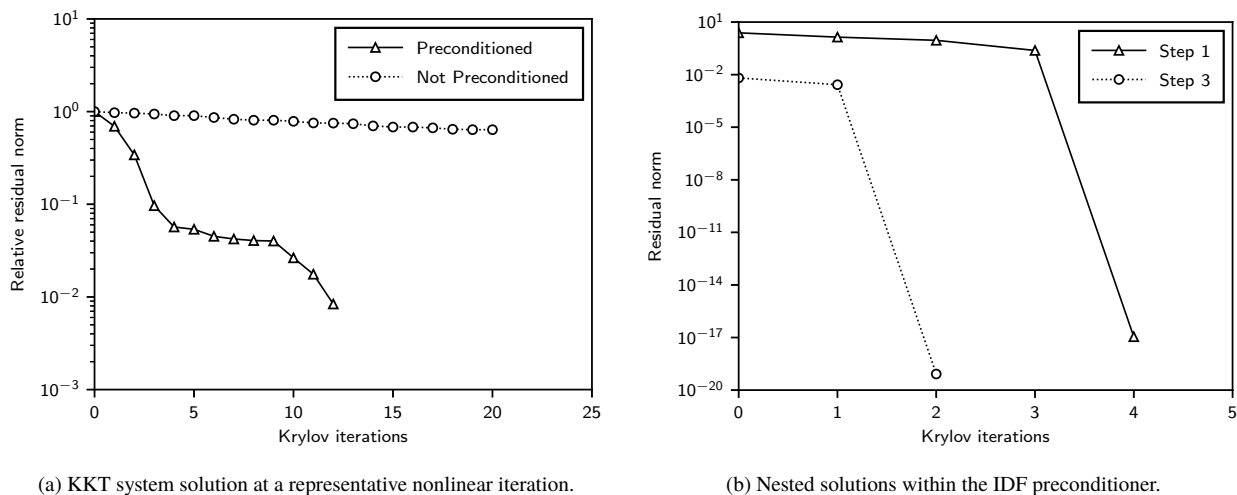 10^1
10^0
10^-1
10^-2
10^-3
Relative residual norm
0 5 10 15 20 25
Krylov iterations
Preconditioned
Not Preconditioned
(a) KKT system solution at a representative nonlinear iteration.
10^1
10^-2
10^-5
10^-8
10^-11
10^-14
10^-17
10^-20
Residual norm
0 1 2 3 4 5
Krylov iterations
Step 1
Step 3
(b) Nested solutions within the IDF preconditioner.